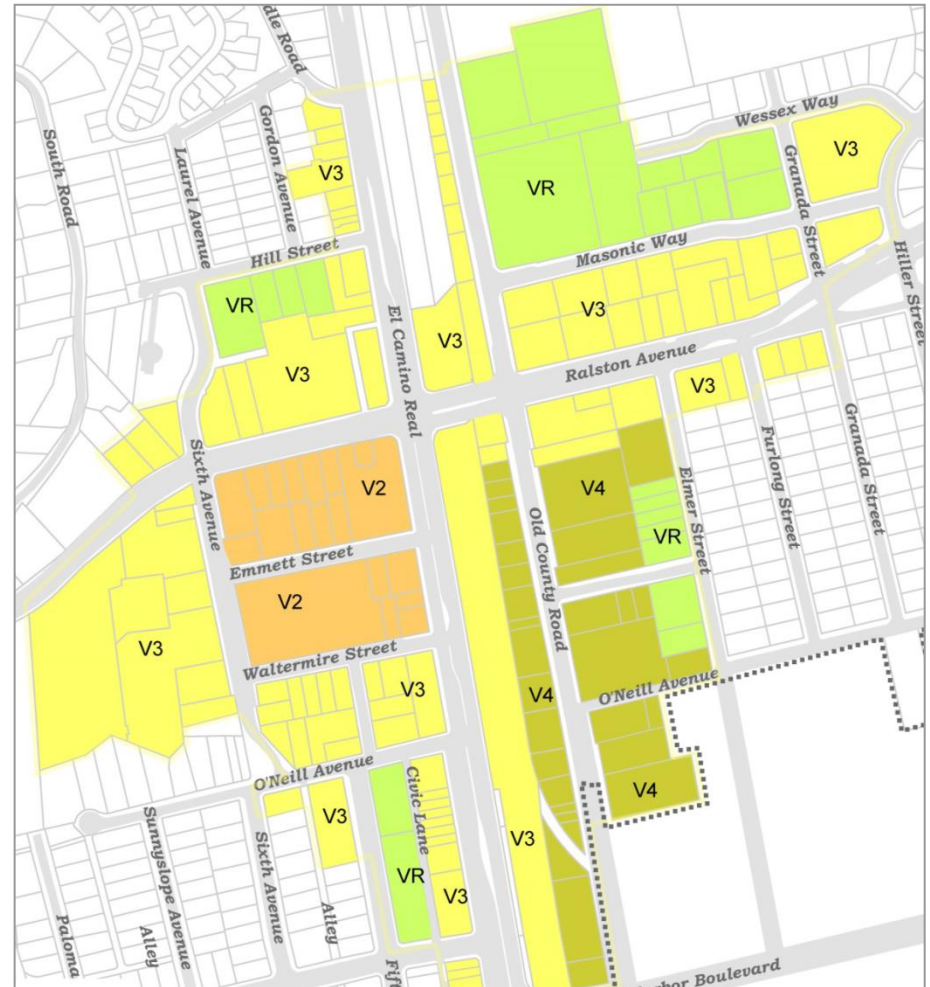 dle Road
South Road
Gordon Avenue
Laurel Avenue
V3
Wessex Way
V3
VR
Granada Street
Hill Street
Masonic Way
Hiller Street
VR
V3
El Camino Real
V3
V3
Ralston Avenue
V3
Sixth Avenue
V2
V4
Elmer Street
Furlong Street
Granada Street
VR
Emmett Street
Old County Road
V2
V3
Waltermire Street
V3
V4
O'Neill Avenue
O'Neill Avenue
V4
Civic Lane
V3
V3
Sunnyslope Avenue
Sixth Avenue
VR
V3
Paloma
Alley
Alley
Fift
rbor Boulevard